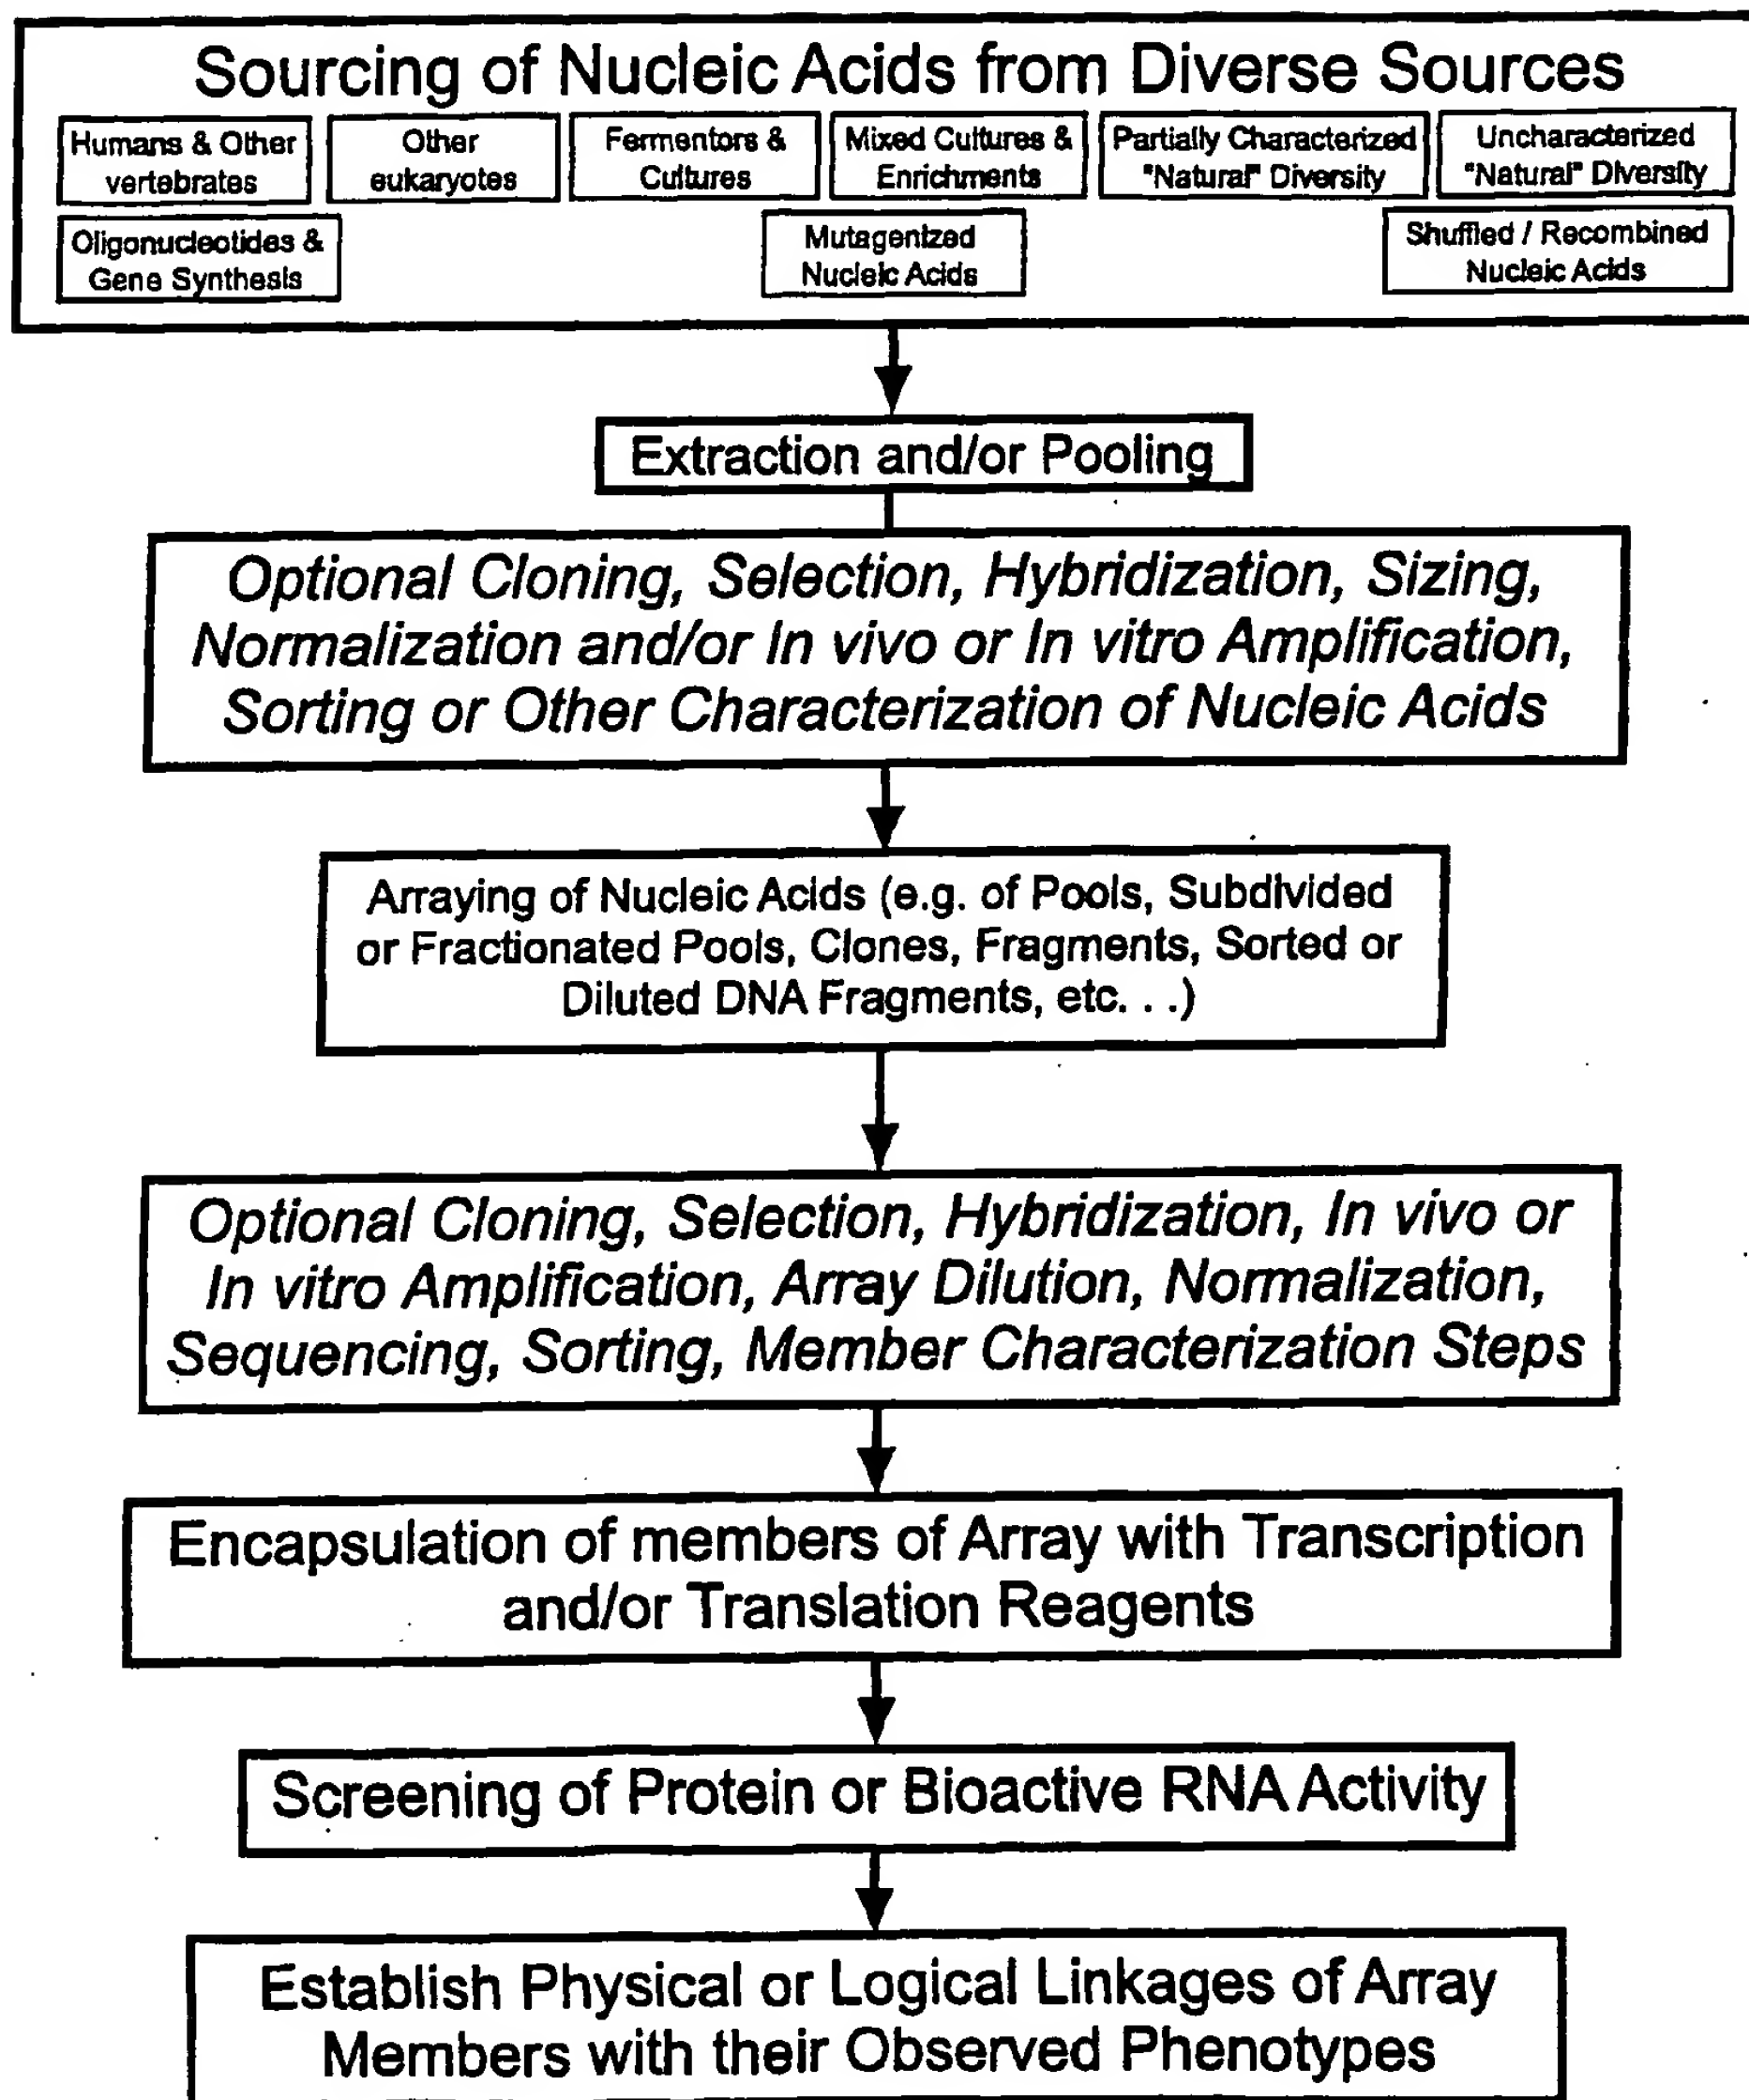 Sourcing of Nucleic Acids from Diverse Sources
Humans & Other
vertebrates
Other
eukaryotes
Fermentors &
Cultures
Mixed Cultures &
Enrichments
Partially Characterized
"Natural" Diversity
Uncharacterized
"Natural" Diversity
Oligonucleotides &
Gene Synthesis
Mutagenized
Nucleic Acids
Shuffled / Recombined
Nucleic Acids
Extraction and/or Pooling
Optional Cloning, Selection, Hybridization, Sizing,
Normalization and/or In vivo or In vitro Amplification,
Sorting or Other Characterization of Nucleic Acids
Arraying of Nucleic Acids (e.g. of Pools, Subdivided
or Fractionated Pools, Clones, Fragments, Sorted or
Diluted DNA Fragments, etc. . .)
Optional Cloning, Selection, Hybridization, In vivo or
In vitro Amplification, Array Dilution, Normalization,
Sequencing, Sorting, Member Characterization Steps
Encapsulation of members of Array with Transcription
and/or Translation Reagents
Screening of Protein or Bioactive RNA Activity
Establish Physical or Logical Linkages of Array
Members with their Observed Phenotypes